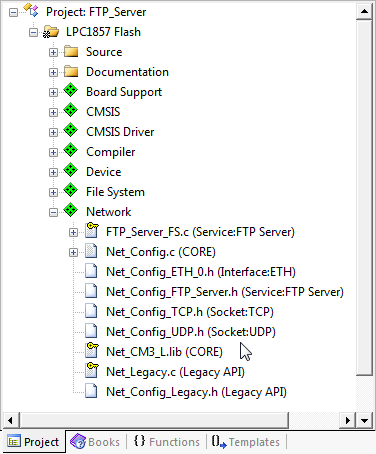 Project: FTP_Server
LPC1857 Flash
Source
Documentation
Board Support
CMSIS
CMSIS Driver
Compiler
Device
File System
Network
FTP_Server_FS.c (Service:FTP Server)
Net_Config.c (CORE)
Net_Config_ETH_0.h (Interface:ETH)
Net_Config_FTP_Server.h (Service:FTP Server)
Net_Config_TCP.h (Socket:TCP)
Net_Config_UDP.h (Socket:UDP)
Net_CM3_L.lib (CORE)
Net_Legacy.c (Legacy API)
Net_Config_Legacy.h (Legacy API)
Project Books {} Functions 0 Templates